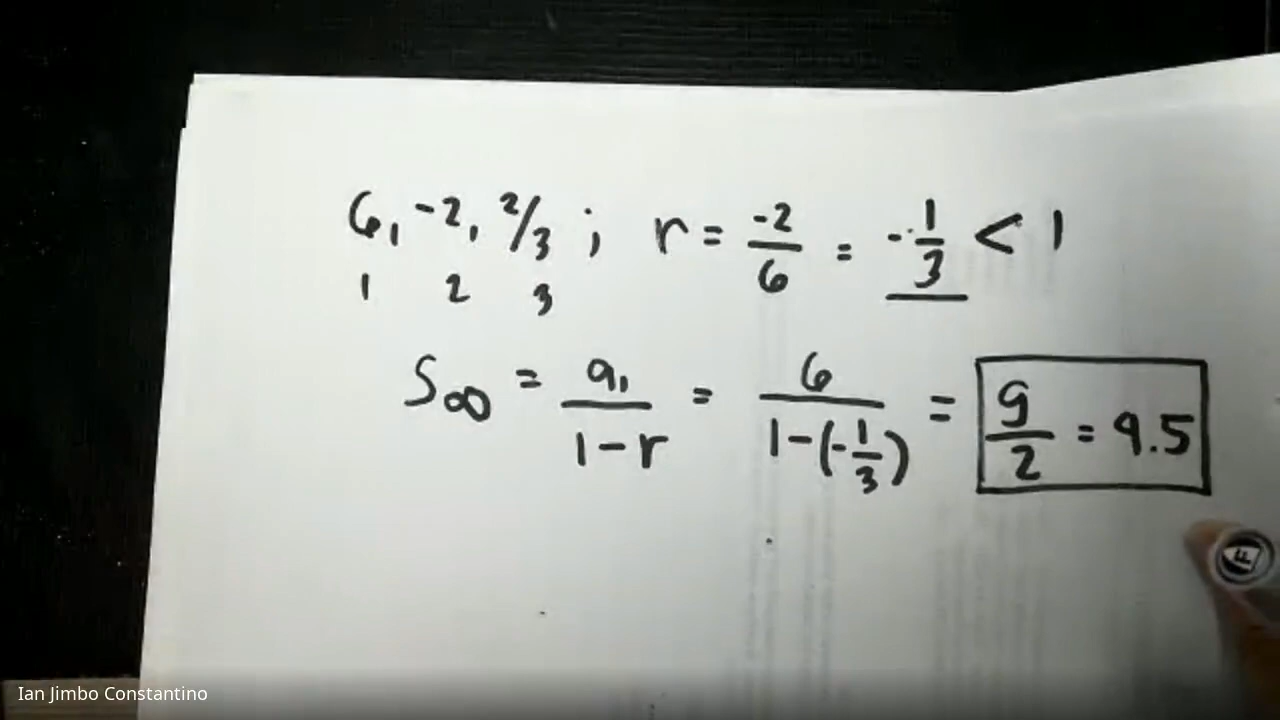 6, -2, 2/3 ; r = -2/6 = -1/3 < 1
1 2 3
S∞ = a₁/1-r = 6/1-(-1/3) = 9/2 = 4.5
F
Ian Jimbo Constantino